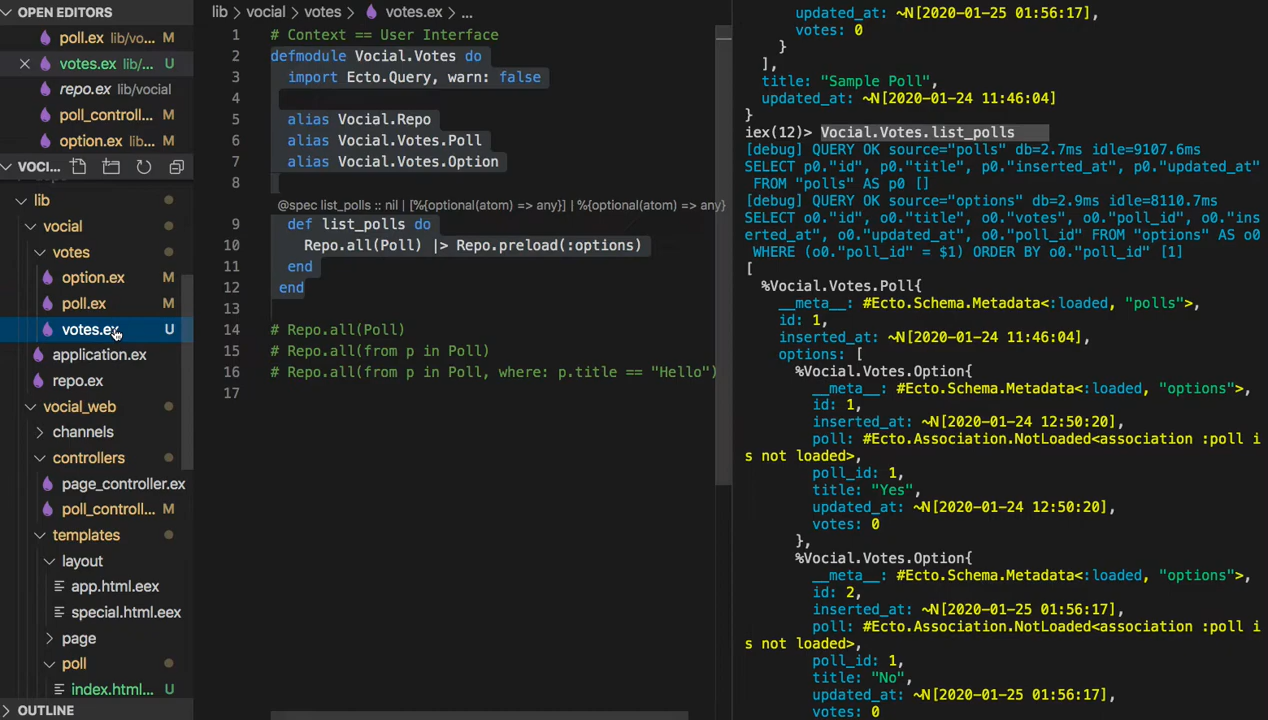 OPEN EDITORS
poll.ex lib/vo... M
votes.ex lib/... U
repo.ex lib/vocial
poll_controll... M
option.ex lib... M
VOCI...
lib
vocial
votes
option.ex M
poll.ex M
votes.ex U
application.ex
repo.ex
vocial_web
channels
controllers
page_controller.ex
poll_controll... M
templates
layout
app.html.eex
special.html.eex
page
poll
index.html... U
OUTLINE
lib > vocial > votes > votes.ex > ...
1 # Context == User Interface
2 defmodule Vocial.Votes do
3 import Ecto.Query, warn: false
4
5 alias Vocial.Repo
6 alias Vocial.Votes.Poll
7 alias Vocial.Votes.Option
8
@spec list_polls :: nil | [%{optional(atom) => any}] | %{optional(atom) => any}
9 def list_polls do
10 Repo.all(Poll) |> Repo.preload(:options)
11 end
12 end
13
14 # Repo.all(Poll)
15 # Repo.all(from p in Poll)
16 # Repo.all(from p in Poll, where: p.title == "Hello")
17
updated_at: ~N[2020-01-25 01:56:17],
votes: 0
}
],
title: "Sample Poll",
updated_at: ~N[2020-01-24 11:46:04]
}
iex(12)> Vocial.Votes.list_polls
[debug] QUERY OK source="polls" db=2.7ms idle=9107.6ms
SELECT p0."id", p0."title", p0."inserted_at", p0."updated_at"
FROM "polls" AS p0 []
[debug] QUERY OK source="options" db=2.9ms idle=8110.7ms
SELECT o0."id", o0."title", o0."votes", o0."poll_id", o0."ins
erted_at", o0."updated_at", o0."poll_id" FROM "options" AS o0
WHERE (o0."poll_id" = $1) ORDER BY o0."poll_id" [1]
[
%Vocial.Votes.Poll{
__meta__: #Ecto.Schema.Metadata<:loaded, "polls">,
id: 1,
inserted_at: ~N[2020-01-24 11:46:04],
options: [
%Vocial.Votes.Option{
__meta__: #Ecto.Schema.Metadata<:loaded, "options">,
id: 1,
inserted_at: ~N[2020-01-24 12:50:20],
poll: #Ecto.Association.NotLoaded<association :poll i
s not loaded>,
poll_id: 1,
title: "Yes",
updated_at: ~N[2020-01-24 12:50:20],
votes: 0
},
%Vocial.Votes.Option{
__meta__: #Ecto.Schema.Metadata<:loaded, "options">,
id: 2,
inserted_at: ~N[2020-01-25 01:56:17],
poll: #Ecto.Association.NotLoaded<association :poll i
s not loaded>,
poll_id: 1,
title: "No",
updated_at: ~N[2020-01-25 01:56:17],
votes: 0